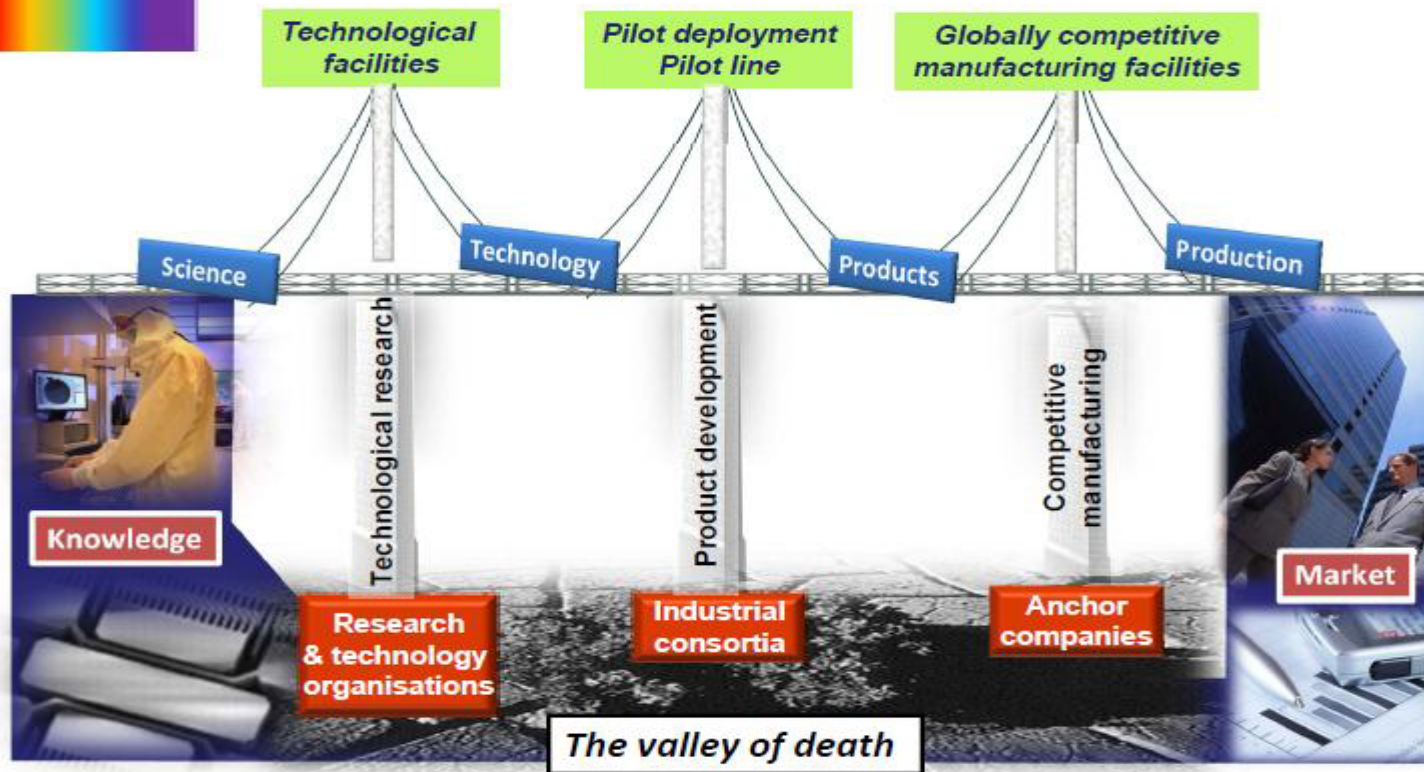 Technological
facilities
Pilot deployment
Pilot line
Globally competitive
manufacturing facilities
Science
Technology
Products
Production
Technological research
Product development
Competitive
manufacturing
Knowledge
Market
Research
& technology
organisations
Industrial
consortia
Anchor
companies
The valley of death